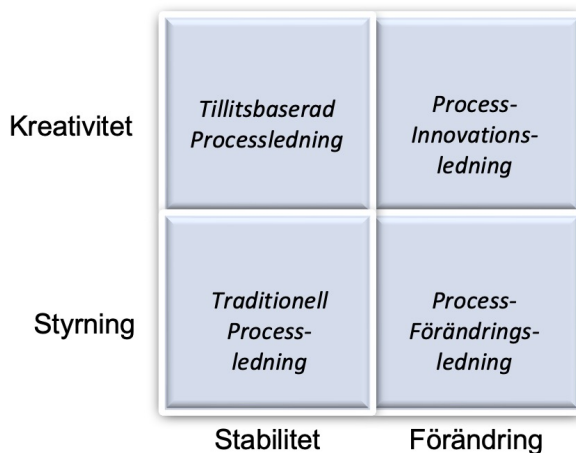 Kreativitet
Tillitsbaserad
Processledning
Process-
Innovations-
ledning
Styrning
Traditionell
Process-
ledning
Process-
Förändrings-
ledning
Stabilitet
Förändring